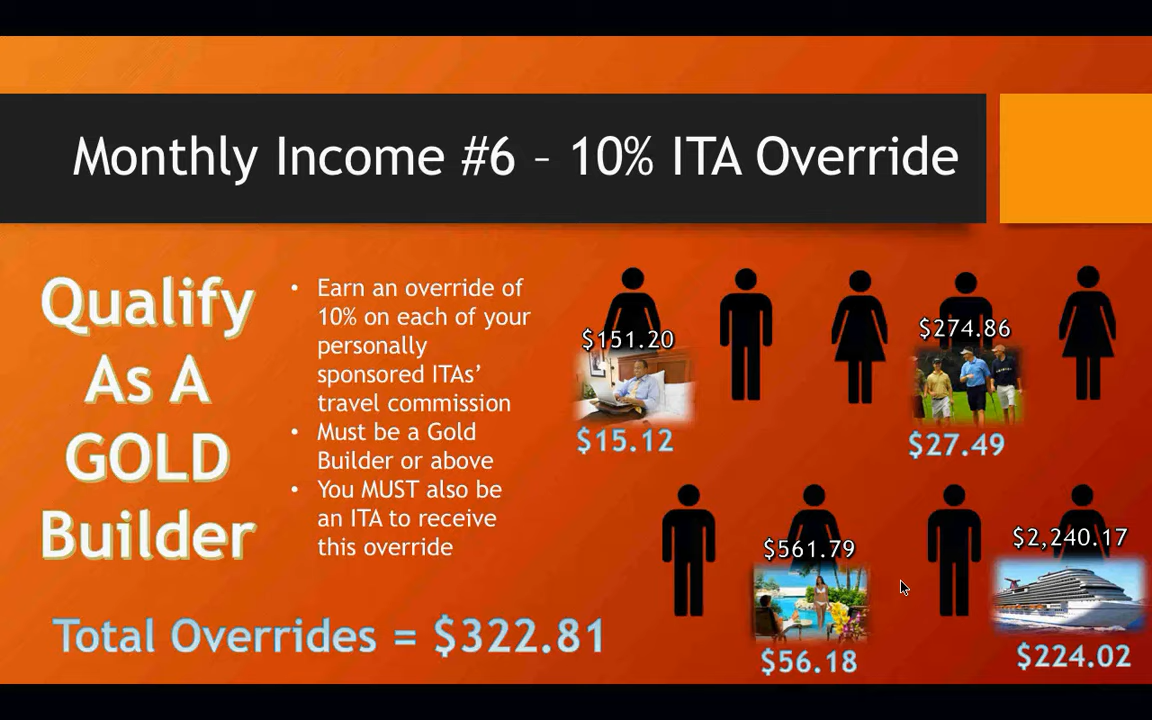 Monthly Income #6 – 10% ITA Override
Qualify
As A
GOLD
Builder
• Earn an override of
10% on each of your
personally
sponsored ITAs’
travel commission
• Must be a Gold
Builder or above
• You MUST also be
an ITA to receive
this override
$151.20
$15.12
$274.86
$27.49
$561.79
$56.18
$2,240.17
$224.02
Total Overrides = $322.81